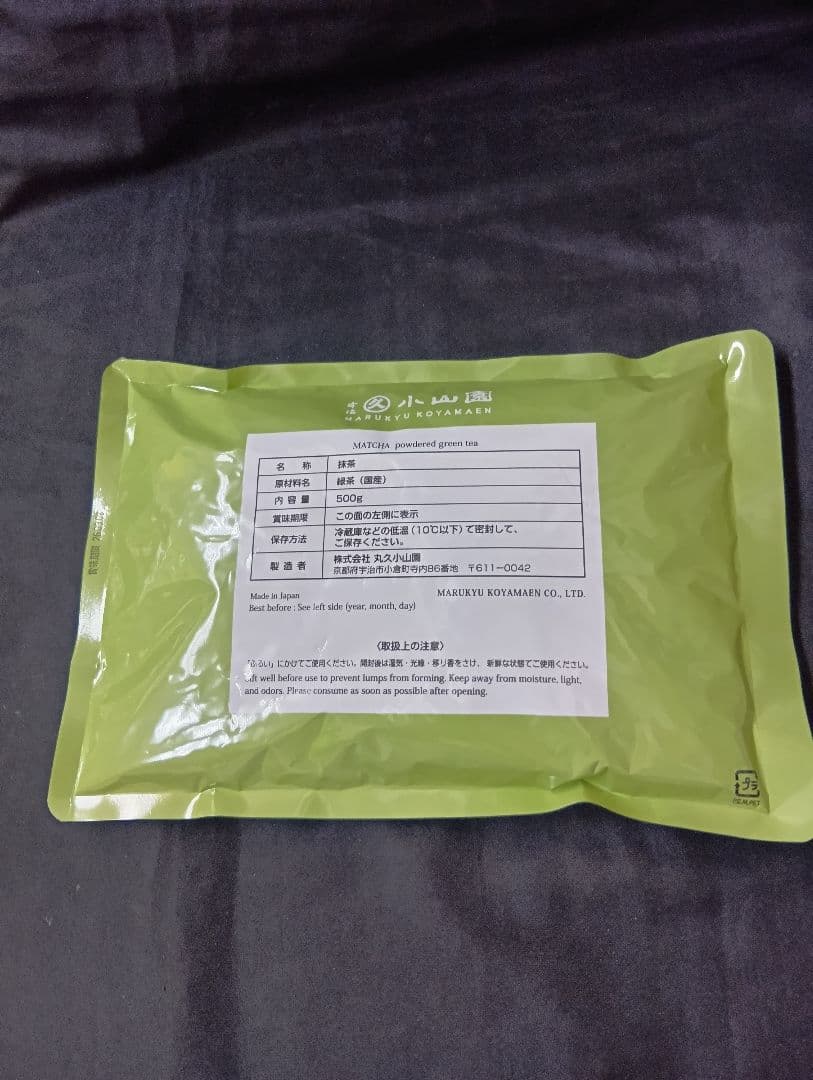 宇治 久 小山園
MARUKYU KOYAMAEN
MATCHA powdered green tea
名 称 抹茶
原材料名 緑茶（国産）
内 容 量 500g
賞味期限 この面の左側に表示
保存方法 冷蔵庫などの低温（10℃以下）で密封して、
ご保存ください。
製 造 者 株式会社 丸久小山園
京都府宇治市小倉町寺内86番地 〒611-0042
Made in Japan
MARUKYU KOYAMAEN CO., LTD.
Best before : See left side (year, month, day)
〈取扱上の注意〉
「ふるい」にかけてご使用ください。開封後は湿気・光線・移り香をさけ、新鮮な状態でご使用ください。
Sift well before use to prevent lumps from forming. Keep away from moisture, light,
and odors. Please consume as soon as possible after opening.
賞味期限
プラ